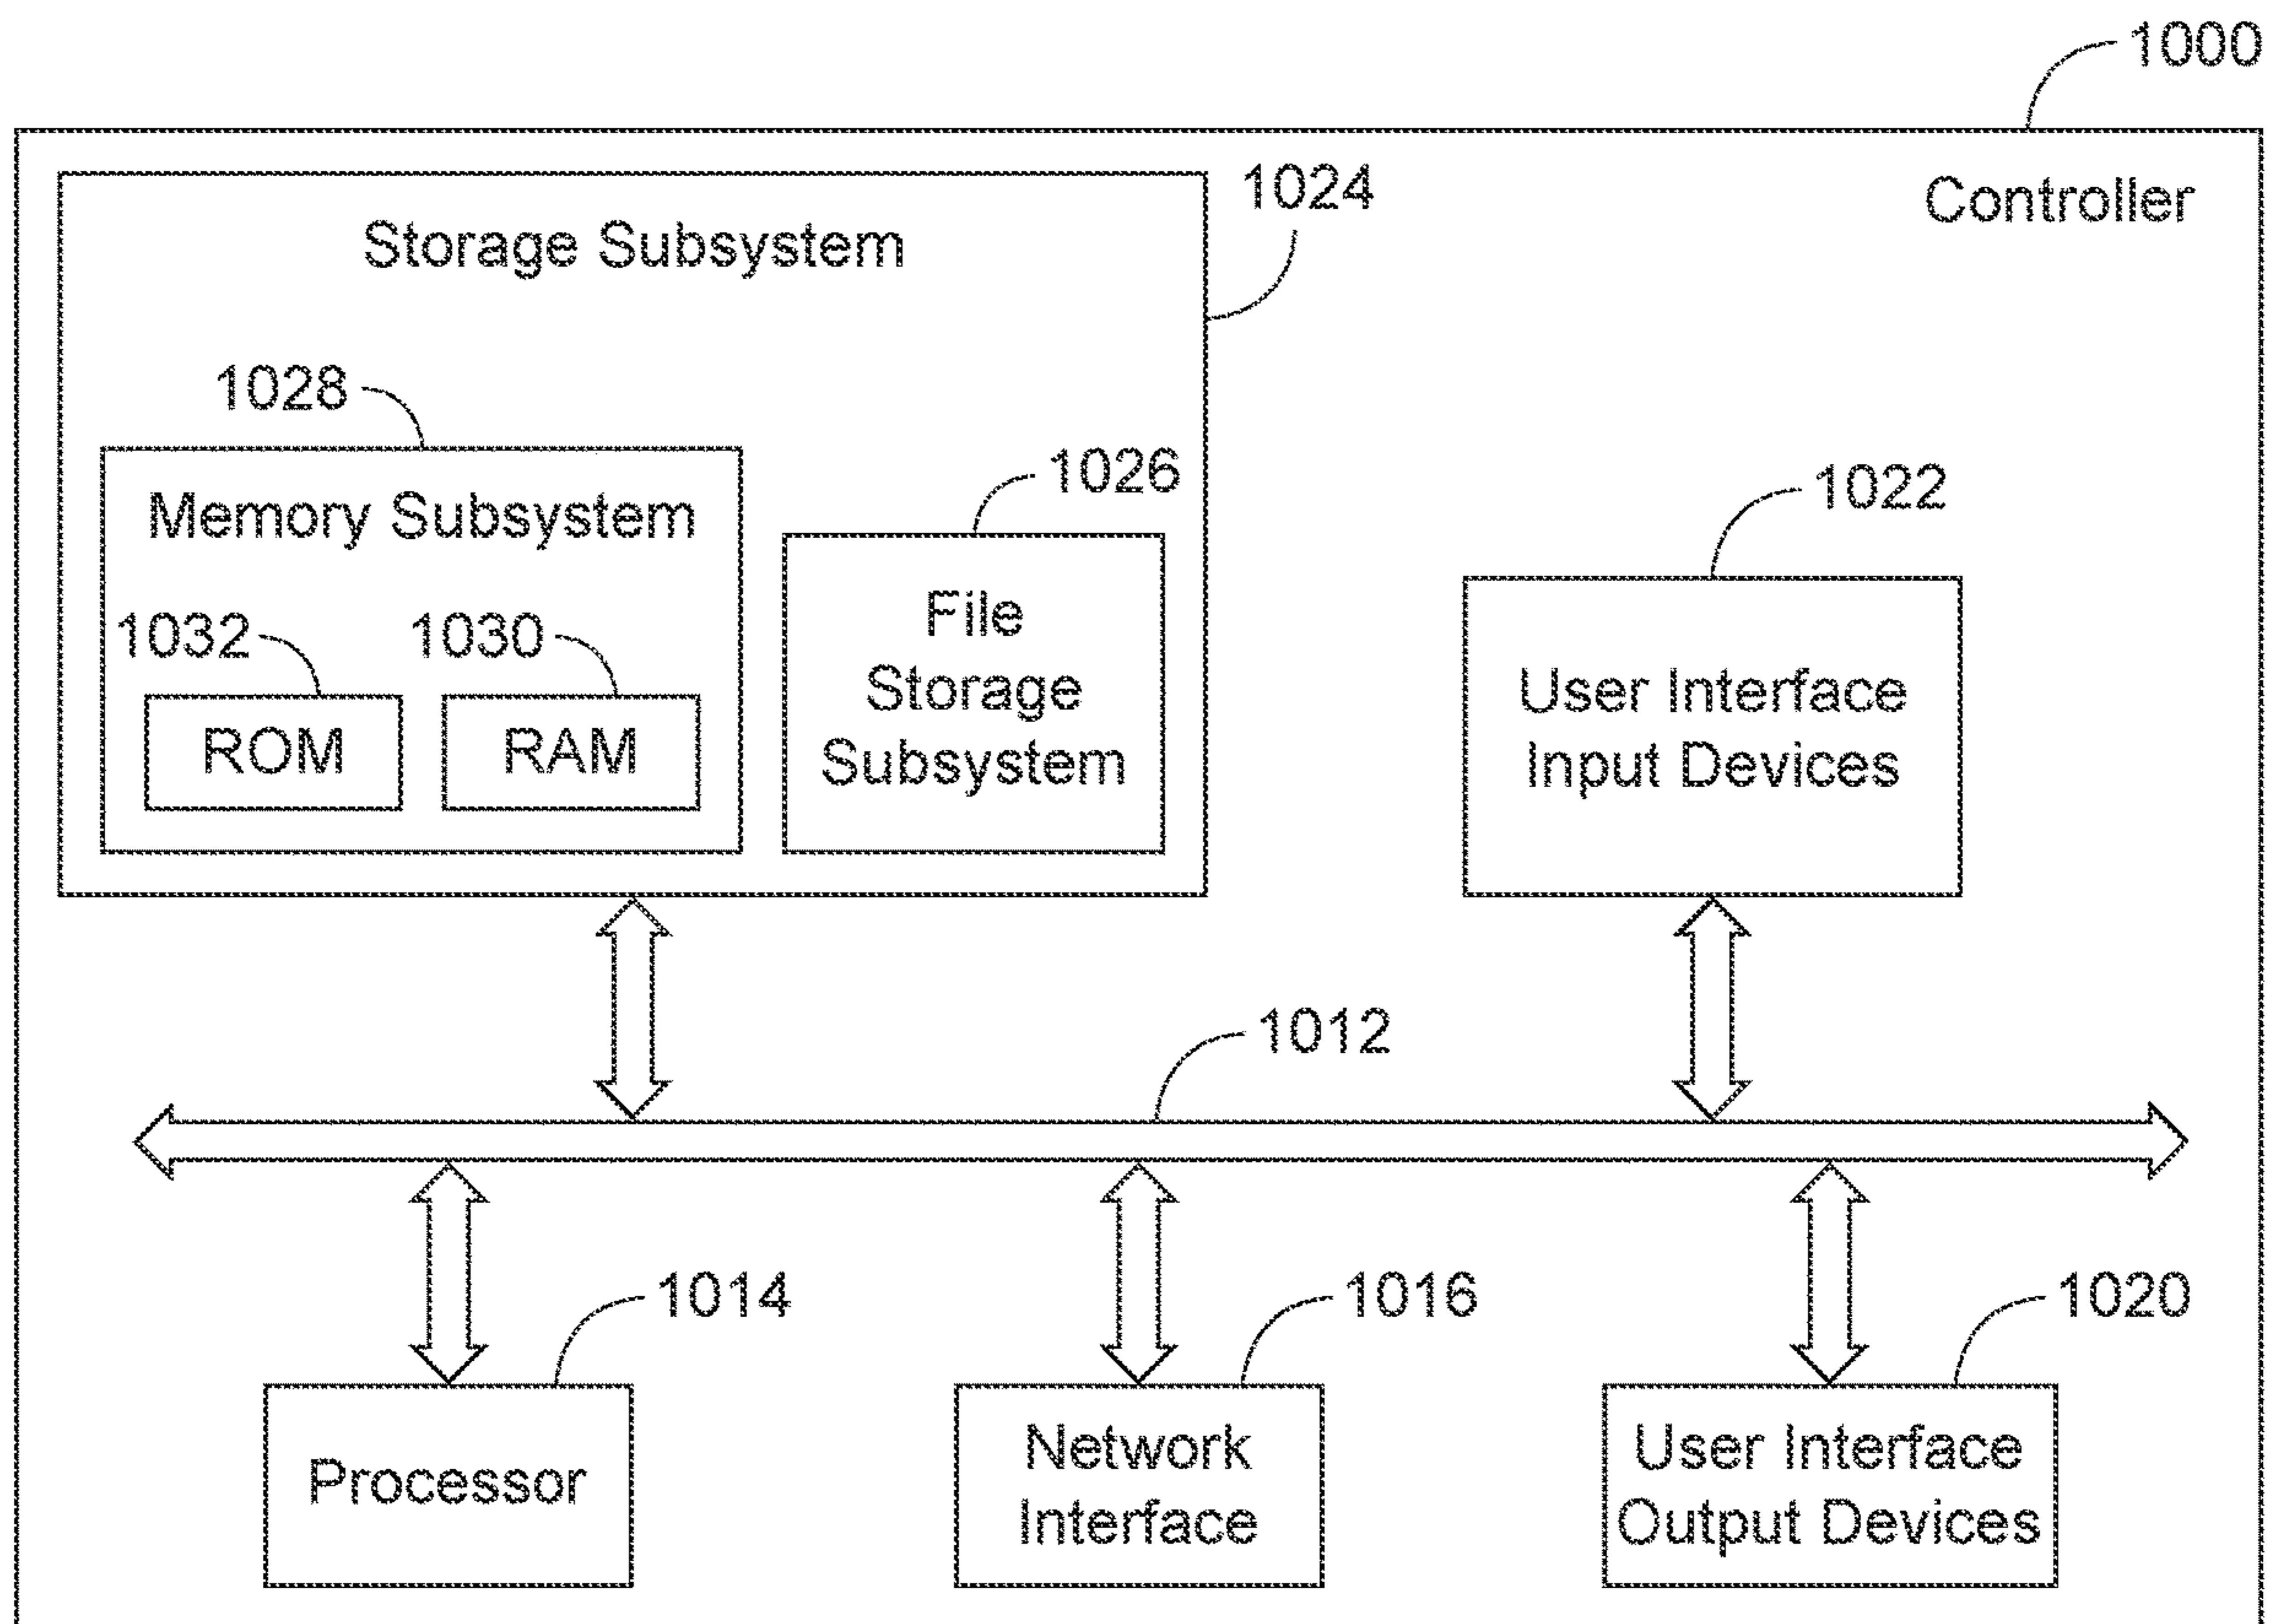 1000
Controller
1024
Storage Subsystem
1028
Memory Subsystem
1026
1032
1030
ROM
RAM
File
Storage
Subsystem
1022
User Interface
Input Devices
1012
1014
Processor
1016
Network
Interface
1020
User Interface
Output Devices